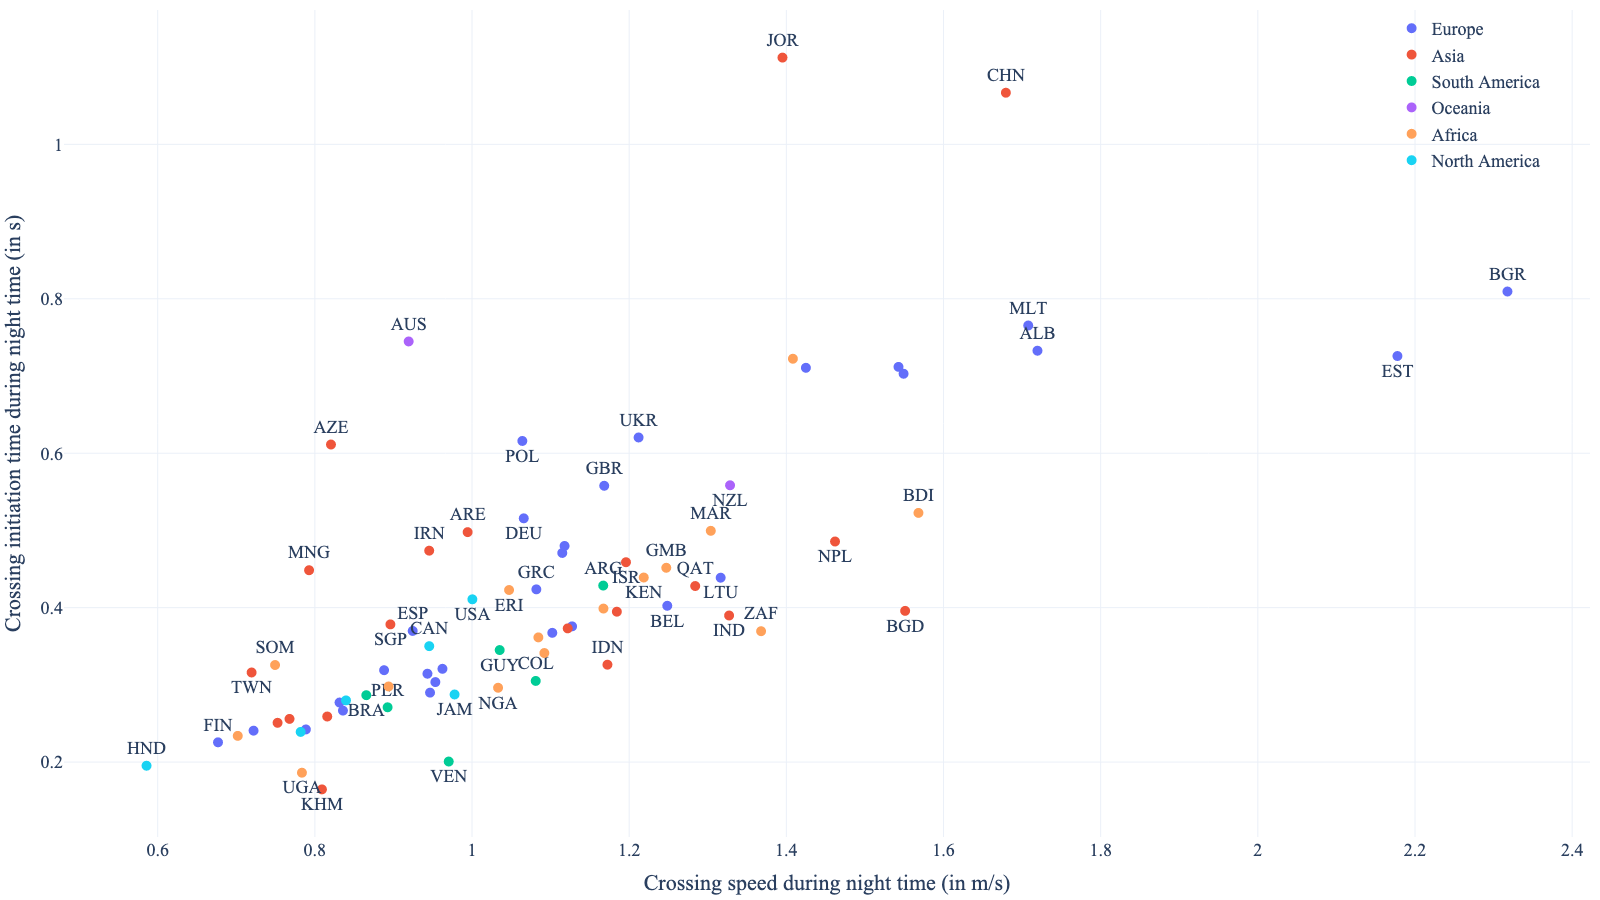 JOR
CHN
Europe
Asia
South America
Oceania
Africa
North America
1
BGR
0.8
MLT
AUS
ALB
EST
AZE
UKR
POL
0.6
GBR
NZL
BDI
MAR
ARE
IRN
DEU
MNG
GMB
NPL
GRC
ARG
ISR
QAT
KEN
LTU
ERI
USA
0.4
ESP
CAN
SGP
BEL
IND
ZAF
BGD
SOM
IDN
GUY
COL
TWN
PER
NGA
JAM
BRA
FIN
HND
0.2
VEN
UGA
KHM
0.6
0.8
1
1.2
1.4
1.6
1.8
2
2.2
2.4
Crossing speed during night time (in m/s)
Crossing initiation time during night time (in s)